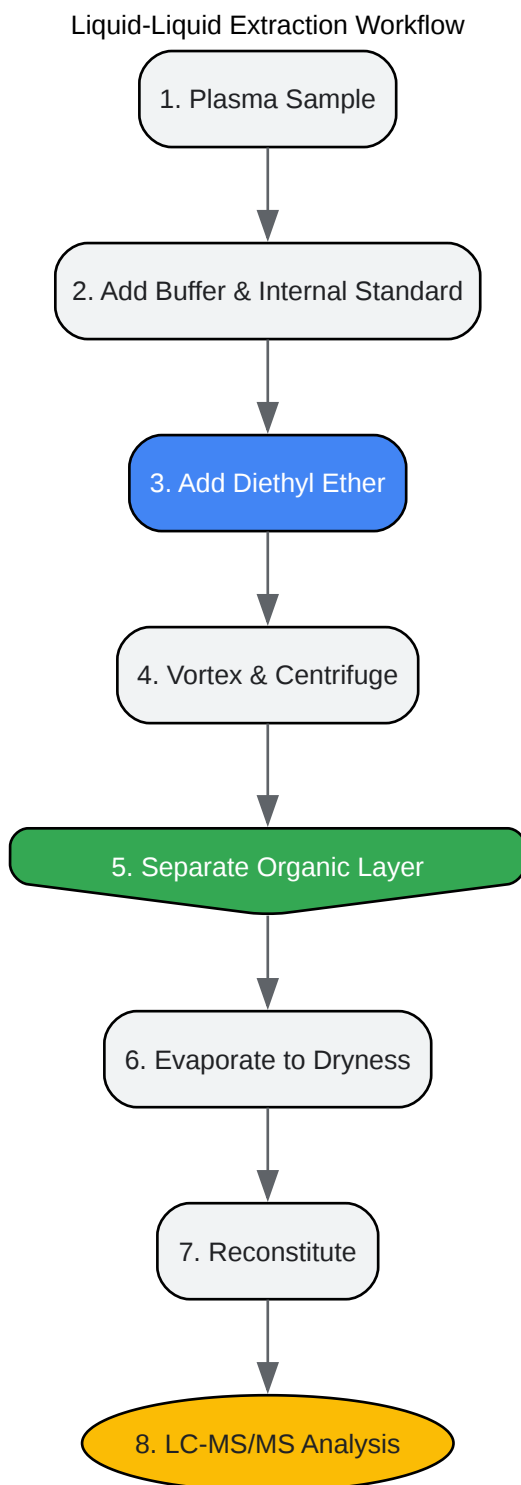 Liquid-Liquid Extraction Workflow
1. Plasma Sample
2. Add Buffer & Internal Standard
3. Add Diethyl Ether
4. Vortex & Centrifuge
5. Separate Organic Layer
6. Evaporate to Dryness
7. Reconstitute
8. LC-MS/MS Analysis